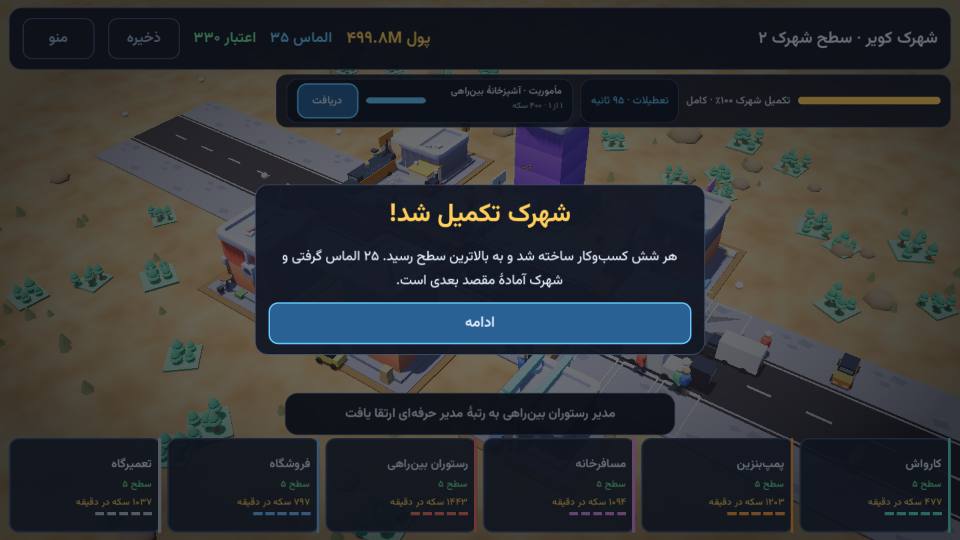 شهرک کویر · سطح شهرک ۲
پول ۴۹۹.۸M
الماس ۳۵
اعتبار ۳۳۰
ذخیره
منو
تکمیل شهرک ۱۰۰٪ · کامل
تعطیلات · ۹۵ ثانیه
مأموریت · آشپزخانهٔ بین‌راهی
۱ از ۱ · ۴۰۰ سکه
دریافت
شهرک تکمیل شد!
هر شش کسب‌وکار ساخته شد و به بالاترین سطح رسید. ۲۵ الماس گرفتی و
شهرک آمادهٔ مقصد بعدی است.
ادامه
مدیر رستوران بین‌راهی به رتبهٔ مدیر حرفه‌ای ارتقا یافت
کارواش
سطح ۵
۴۷۷ سکه در دقیقه
پمپ‌بنزین
سطح ۵
۱۲۰۳ سکه در دقیقه
مسافرخانه
سطح ۵
۱۰۹۴ سکه در دقیقه
رستوران بین‌راهی
سطح ۵
۱۴۴۳ سکه در دقیقه
فروشگاه
سطح ۵
۷۹۷ سکه در دقیقه
تعمیرگاه
سطح ۵
۱۰۳۷ سکه در دقیقه